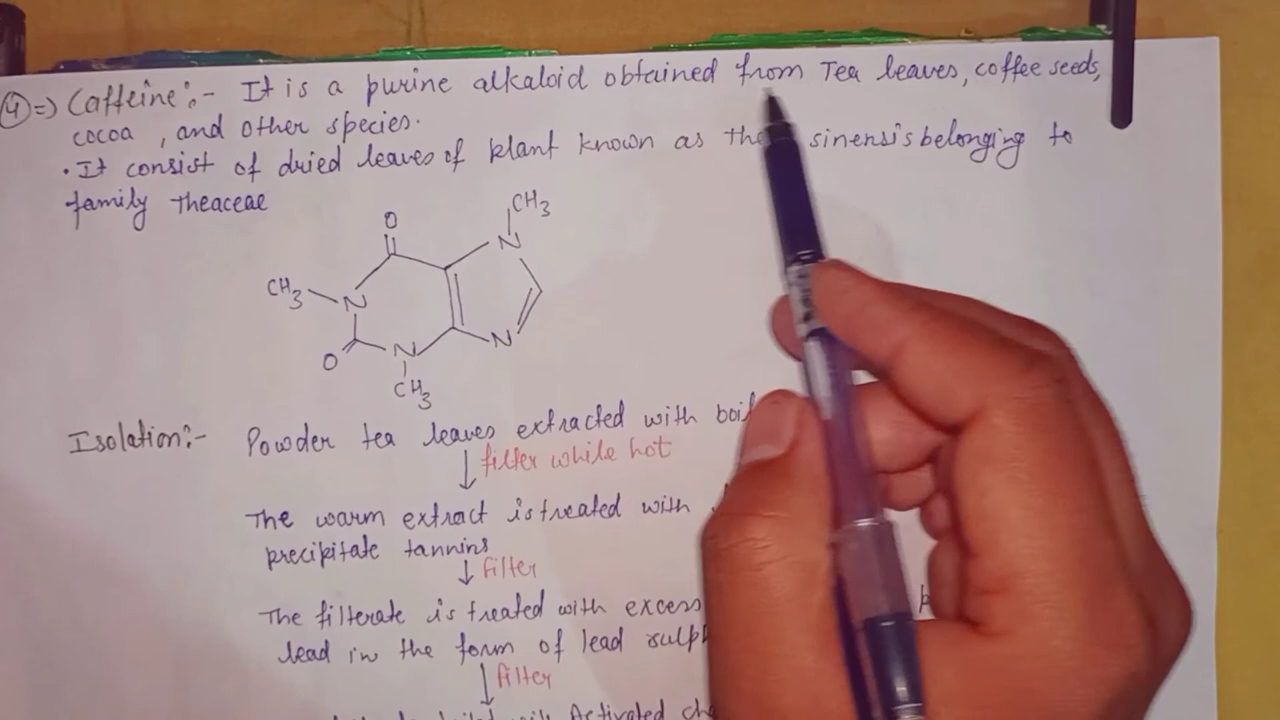 4 => Caffeine :- It is a purine alkaloid obtained from Tea leaves, coffee seeds,
cocoa , and other species.
• It consist of dried leaves of plant known as sinensis belonging to
family theaceae
O
CH3
N
CH3
N
O
N
N
CH3
Isolation :- Powder tea leaves extracted with
filter while hot
The warm extract is treated with
precipitate tannins
filter
The filterate is treated with excess
lead in the form of lead
filter
Activated